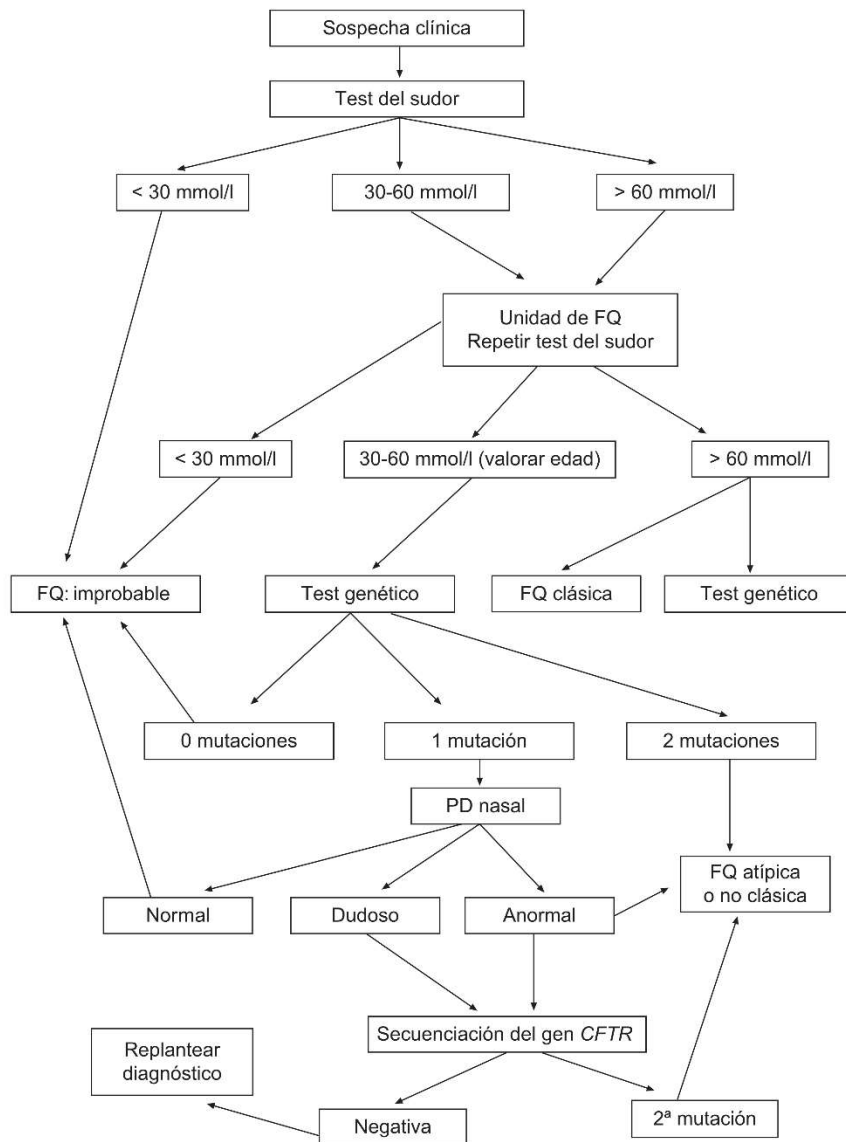 Sospecha clínica
Test del sudor
< 30 mmol/l
30-60 mmol/l
> 60 mmol/l
Unidad de FQ
Repetir test del sudor
< 30 mmol/l
30-60 mmol/l (valorar edad)
> 60 mmol/l
FQ: improbable
Test genético
FQ clásica
Test genético
0 mutaciones
1 mutación
2 mutaciones
PD nasal
Normal
Dudoso
Anormal
FQ atípica
o no clásica
Secuenciación del gen CFTR
Replantear
diagnóstico
Negativa
2ª mutación